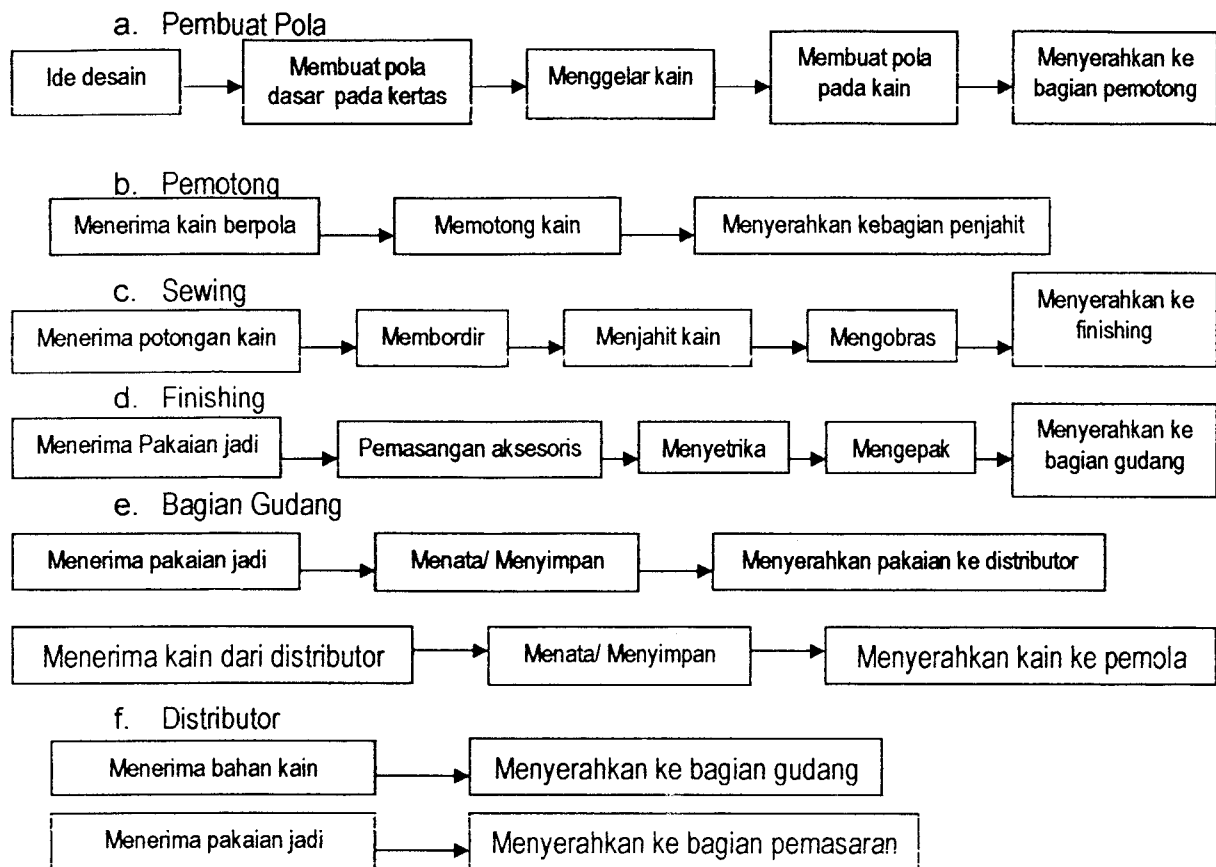 a. Pembuat Pola
Ide desain
Membuat pola
dasar pada kertas
Menggelar kain
Membuat pola
pada kain
Menyerahkan ke
bagian pemotong
b. Pemotong
Menerima kain berpola
Memotong kain
Menyerahkan kebagian penjahit
c. Sewing
Menerima potongan kain
Membordir
Menjahit kain
Mengobras
Menyerahkan ke
finishing
d. Finishing
Menerima Pakaian jadi
Pemasangan aksesoris
Menyetrika
Mengepak
Menyerahkan ke
bagian gudang
e. Bagian Gudang
Menerima pakaian jadi
Menata/ Menyimpan
Menyerahkan pakaian ke distributor
Menerima kain dari distributor
Menata/ Menyimpan
Menyerahkan kain ke pemola
f. Distributor
Menerima bahan kain
Menyerahkan ke bagian gudang
Menerima pakaian jadi
Menyerahkan ke bagian pemasaran